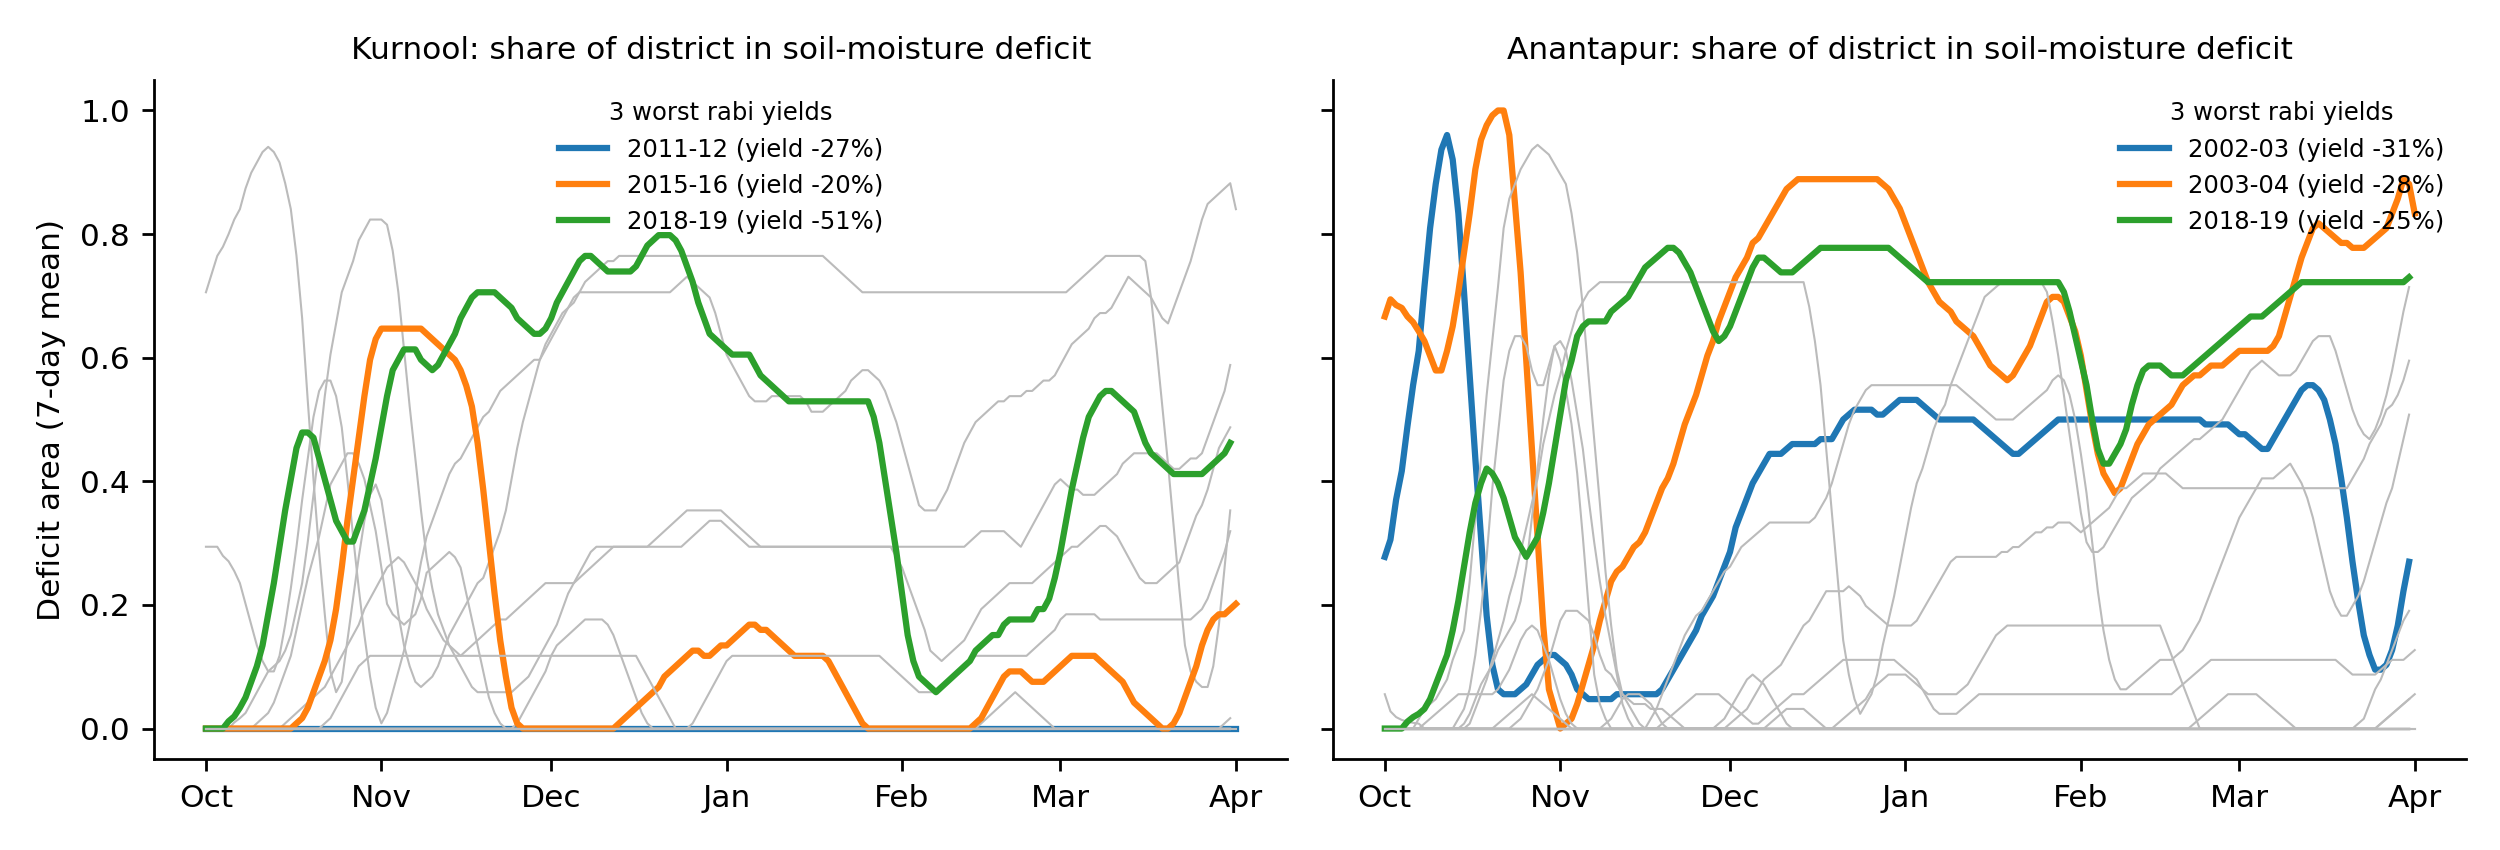 Kurnool: share of district in soil-moisture deficit
Deficit area (7-day mean)
1.0
0.8
0.6
0.4
0.2
0.0
3 worst rabi yields
2011-12 (yield -27%)
2015-16 (yield -20%)
2018-19 (yield -51%)
Oct Nov Dec Jan Feb Mar Apr
Anantapur: share of district in soil-moisture deficit
3 worst rabi yields
2002-03 (yield -31%)
2003-04 (yield -28%)
2018-19 (yield -25%)
Oct Nov Dec Jan Feb Mar Apr